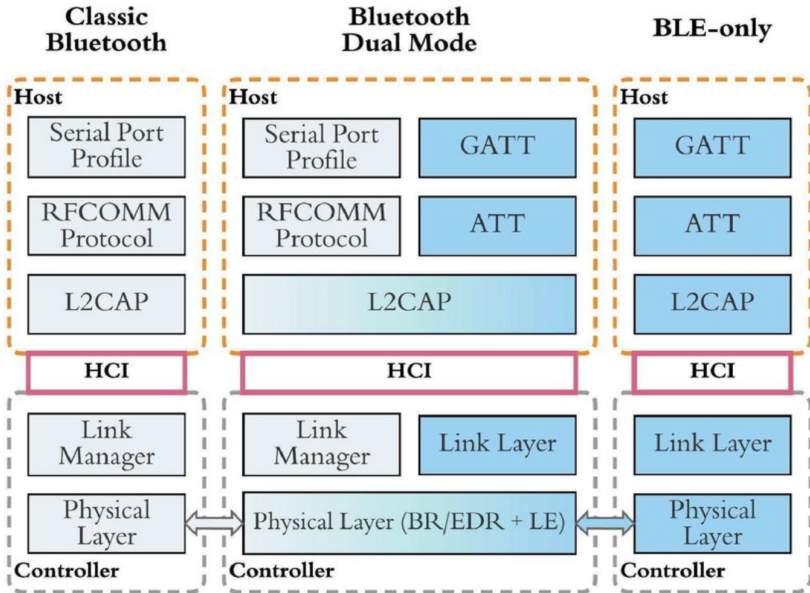 Classic
Bluetooth
Host
Serial Port
Profile
RFCOMM
Protocol
L2CAP
HCI
Link
Manager
Physical
Layer
Controller
Bluetooth
Dual Mode
Host
Serial Port
Profile
GATT
RFCOMM
Protocol
ATT
L2CAP
HCI
Link
Manager
Link Layer
Physical Layer (BR/EDR + LE)
Controller
BLE-only
Host
GATT
ATT
L2CAP
HCI
Link Layer
Physical
Layer
Controller